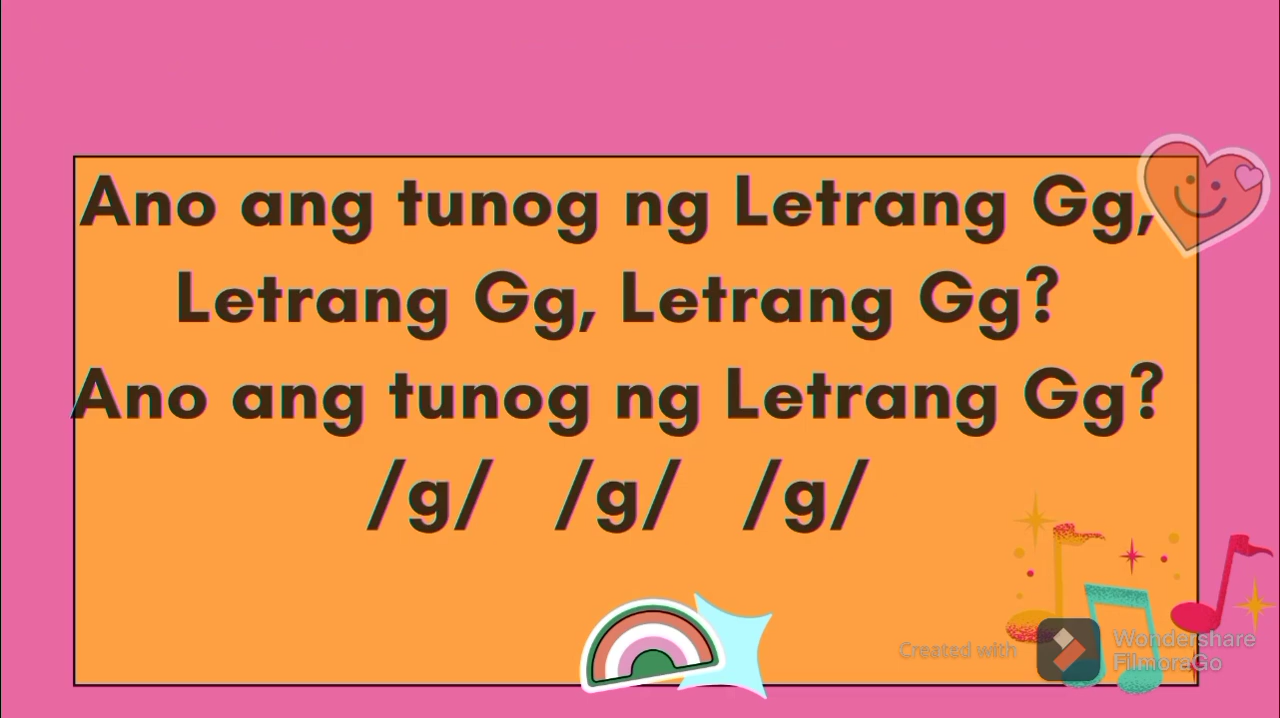 Ano ang tunog ng Letrang Gg,
Letrang Gg, Letrang Gg?
Ano ang tunog ng Letrang Gg?
/g/ /g/ /g/
Created with
Wondershare
FilmoraGo